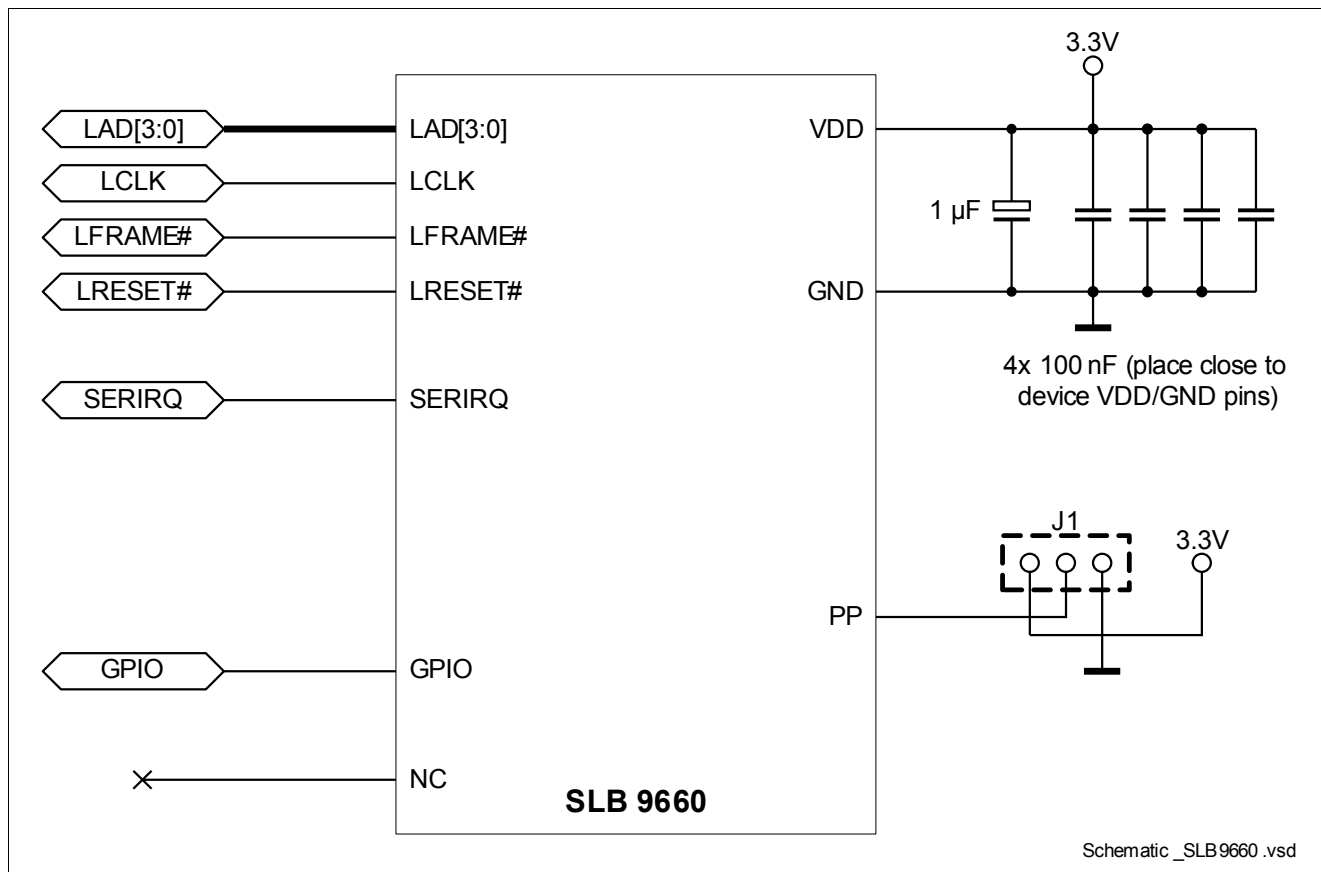 3.3V
LAD[3:0] LAD[3:0] VDD
LCLK LCLK
1 µF
LFRAME# LFRAME#
LRESET# LRESET# GND
4x 100 nF (place close to
device VDD/GND pins)
SERIRQ SERIRQ
J1
3.3V
PP
GPIO GPIO
NC
SLB 9660
Schematic _SLB9660 .vsd